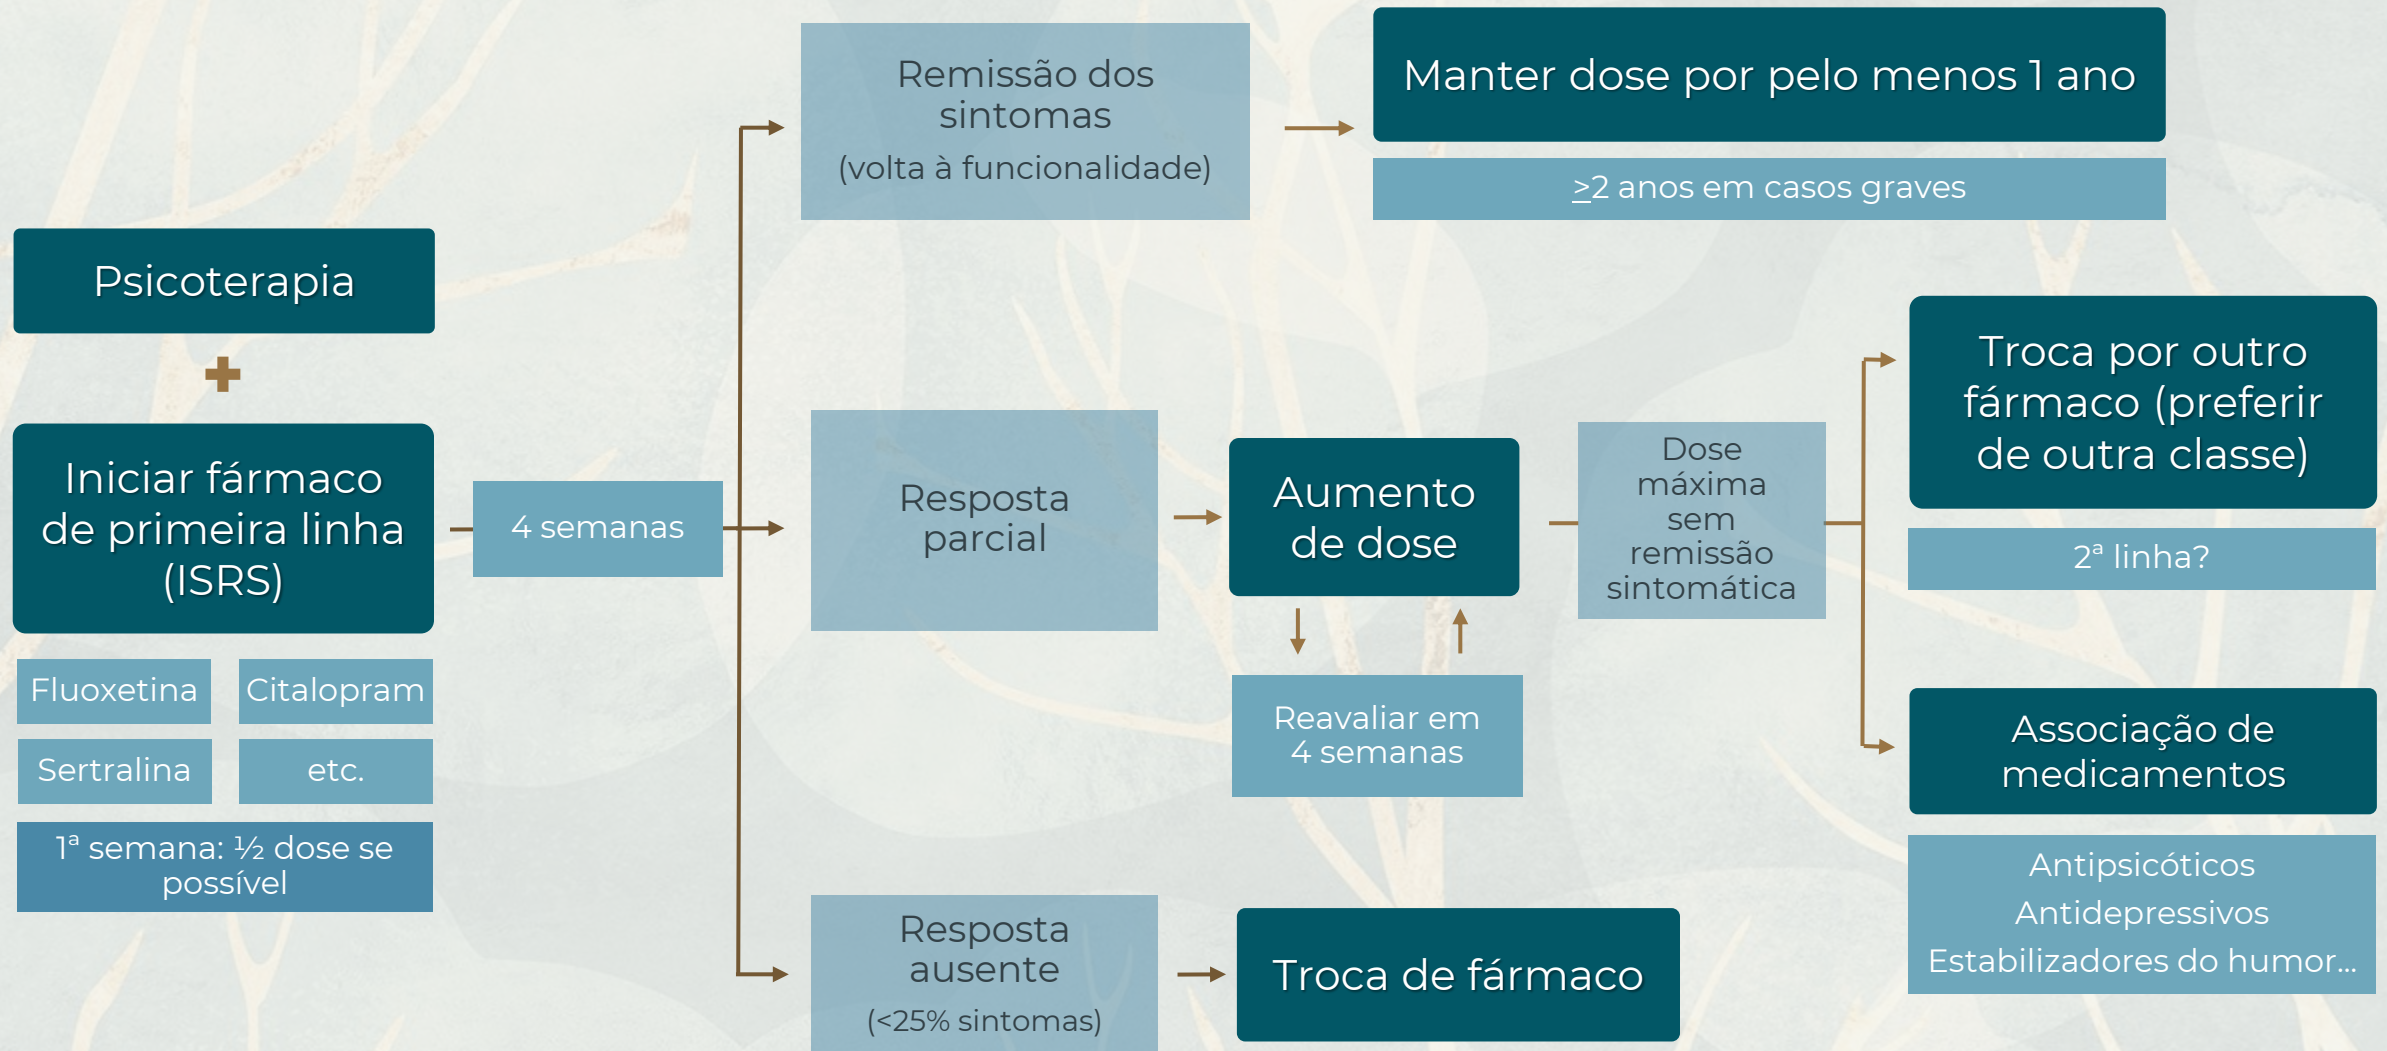 Psicoterapia
Iniciar fármaco
de primeira linha
(ISRS)
Fluoxetina
Citalopram
Sertralina
etc.
1ª semana: ½ dose se
possível
4 semanas
Remissão dos
sintomas
(volta à funcionalidade)
Manter dose por pelo menos 1 ano
≥2 anos em casos graves
Resposta
parcial
Aumento
de dose
Reavaliar em
4 semanas
Dose
máxima
sem
remissão
sintomática
Troca por outro
fármaco (preferir
de outra classe)
2ª linha?
Associação de
medicamentos
Antipsicóticos
Antidepressivos
Estabilizadores do humor...
Resposta
ausente
(<25% sintomas)
Troca de fármaco